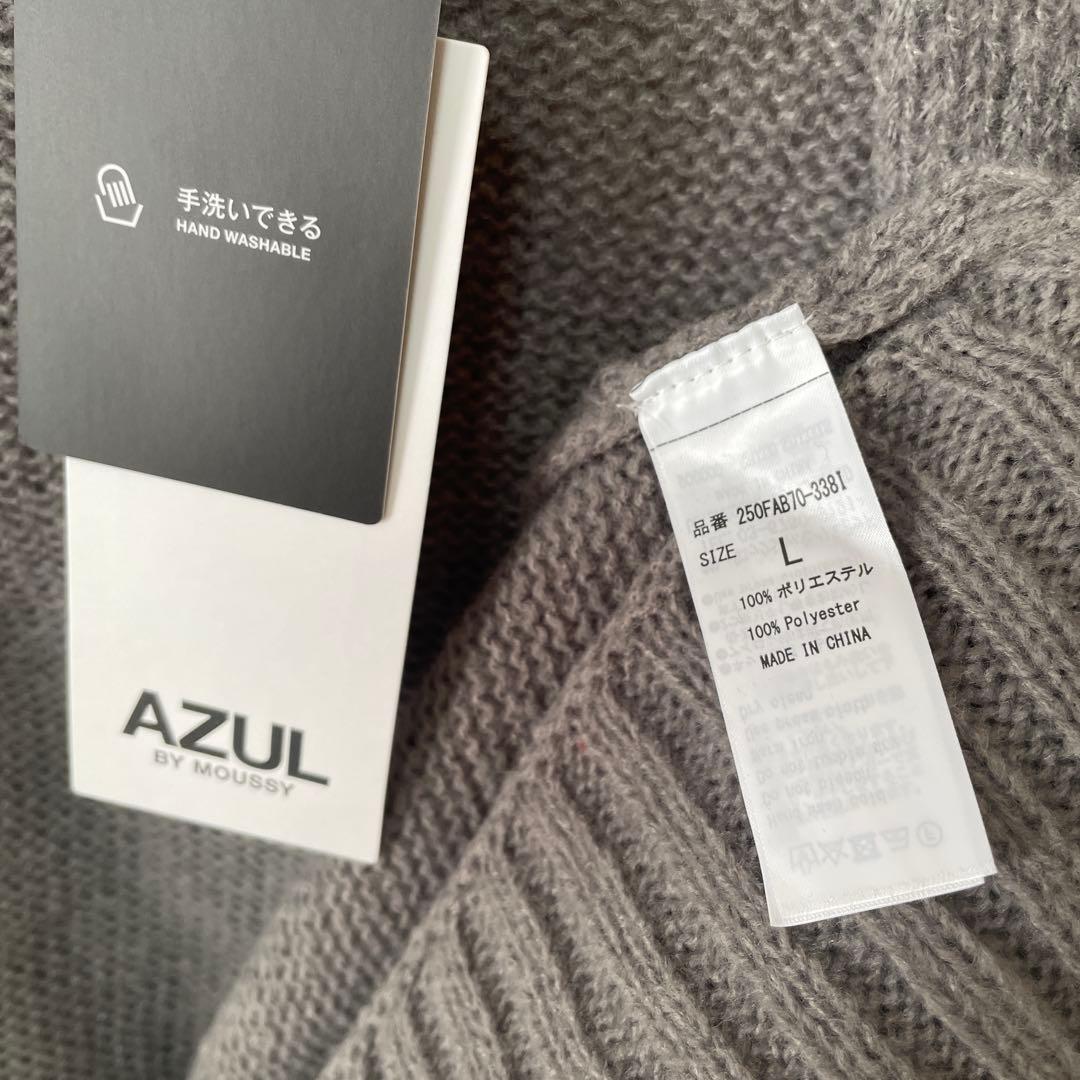 手洗いできる
HAND WASHABLE
AZUL
BY MOUSSY
品番 250FAB70-338I
SIZE L
100% ポリエステル
100% Polyester
MADE IN CHINA